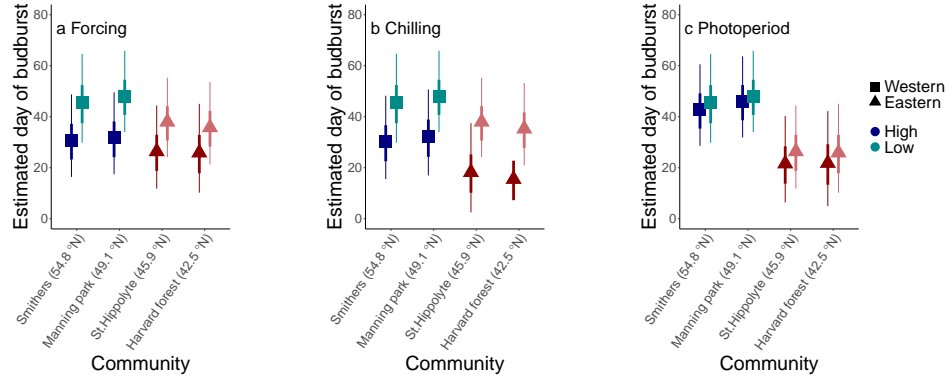 a Forcing
Estimated day of budburst
80
60
40
20
0
Smithers (54.8 °N)
Manning park (49.1 °N)
St.Hippolyte (45.9 °N)
Harvard forest (42.5 °N)
Community
b Chilling
Estimated day of budburst
80
60
40
20
0
Smithers (54.8 °N)
Manning park (49.1 °N)
St.Hippolyte (45.9 °N)
Harvard forest (42.5 °N)
Community
c Photoperiod
Estimated day of budburst
80
60
40
20
0
Smithers (54.8 °N)
Manning park (49.1 °N)
St.Hippolyte (45.9 °N)
Harvard forest (42.5 °N)
Community
Western
Eastern
High
Low